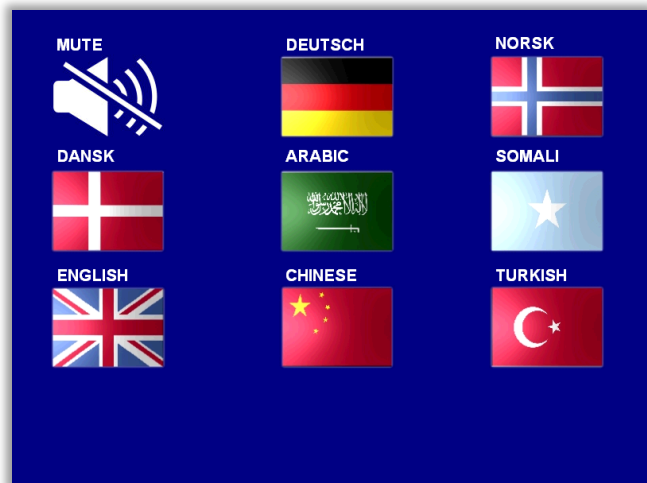 MUTE
DEUTSCH
NORSK
DANSK
ARABIC
SOMALI
ENGLISH
CHINESE
TURKISH